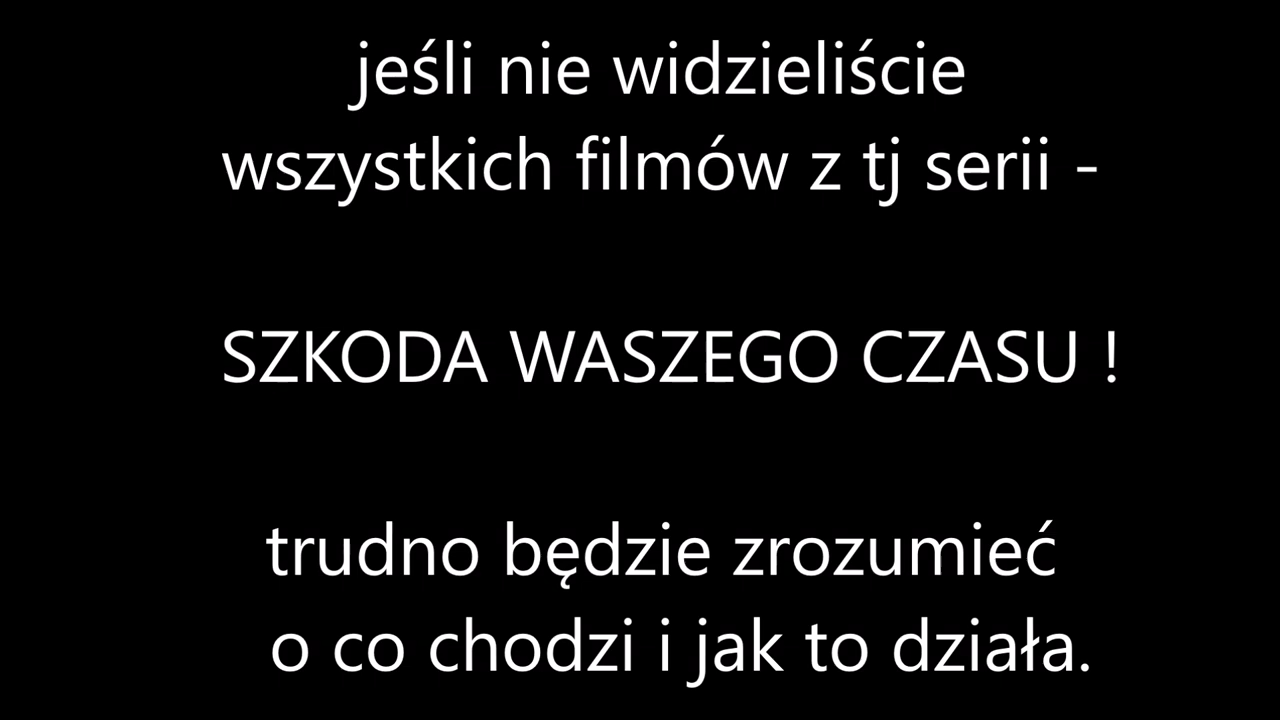 jeśli nie widzieliście
wszystkich filmów z tj serii -
SZKODA WASZEGO CZASU !
trudno będzie zrozumieć
o co chodzi i jak to działa.